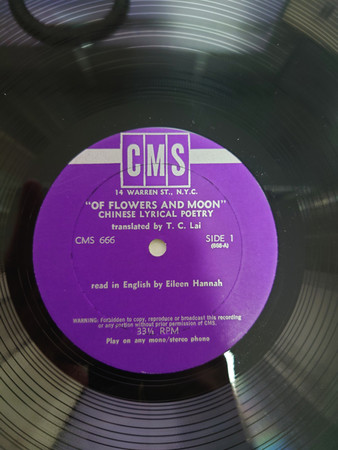 CMS
14 WARREN ST., N.Y.C.
"OF FLOWERS AND MOON"
CHINESE LYRICAL POETRY
translated by T. C. Lai
CMS 666 SIDE 1
(666-A)
read in English by Eileen Hannah
WARNING: Forbidden to copy, reproduce or broadcast this recording
or any portion without prior permission of CMS.
33⅓ RPM
Play on any mono/stereo phono